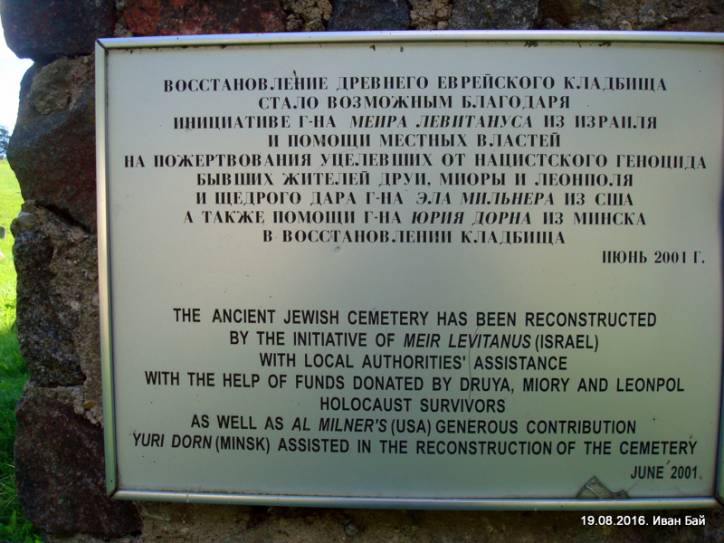 ВОССТАНОВЛЕНИЕ ДРЕВНЕГО ЕВРЕЙСКОГО КЛАДБИЩА
СТАЛО ВОЗМОЖНЫМ БЛАГОДАРЯ
ИНИЦИАТИВЕ Г-НА МЕИРА ЛЕВИТАНУСА ИЗ ИЗРАИЛЯ
И ПОМОЩИ МЕСТНЫХ ВЛАСТЕЙ
НА ПОЖЕРТВОВАНИЯ УЦЕЛЕВШИХ ОТ НАЦИСТСКОГО ГЕНОЦИДА
БЫВШИХ ЖИТЕЛЕЙ ДРУИ, МИОРЫ И ЛЕОНПОЛЯ
И ЩЕДРОГО ДАРА Г-НА ЭЛА МИЛЬНЕРА ИЗ США
А ТАКЖЕ ПОМОЩИ Г-НА ЮРИЯ ДОРНА ИЗ МИНСКА
В ВОССТАНОВЛЕНИИ КЛАДБИЩА
ИЮНЬ 2001 Г.
THE ANCIENT JEWISH CEMETERY HAS BEEN RECONSTRUCTED
BY THE INITIATIVE OF MEIR LEVITANUS (ISRAEL)
WITH LOCAL AUTHORITIES' ASSISTANCE
WITH THE HELP OF FUNDS DONATED BY DRUYA, MIORY AND LEONPOL
HOLOCAUST SURVIVORS
AS WELL AS AL MILNER'S (USA) GENEROUS CONTRIBUTION
YURI DORN (MINSK) ASSISTED IN THE RECONSTRUCTION OF THE CEMETERY
JUNE 2001.
19.08.2016. Иван Бай